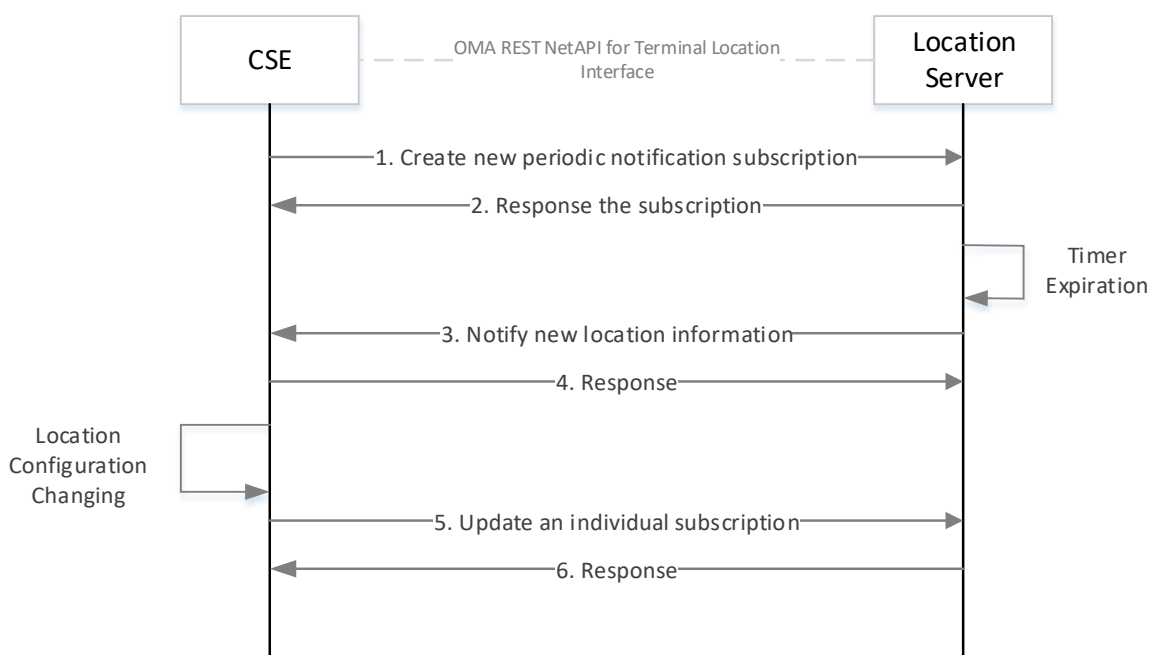 CSE
OMA REST NetAPI for Terminal Location
Interface
Location
Server
1. Create new periodic notification subscription
2. Response the subscription
Timer
Expiration
3. Notify new location information
4. Response
Location
Configuration
Changing
5. Update an individual subscription
6. Response